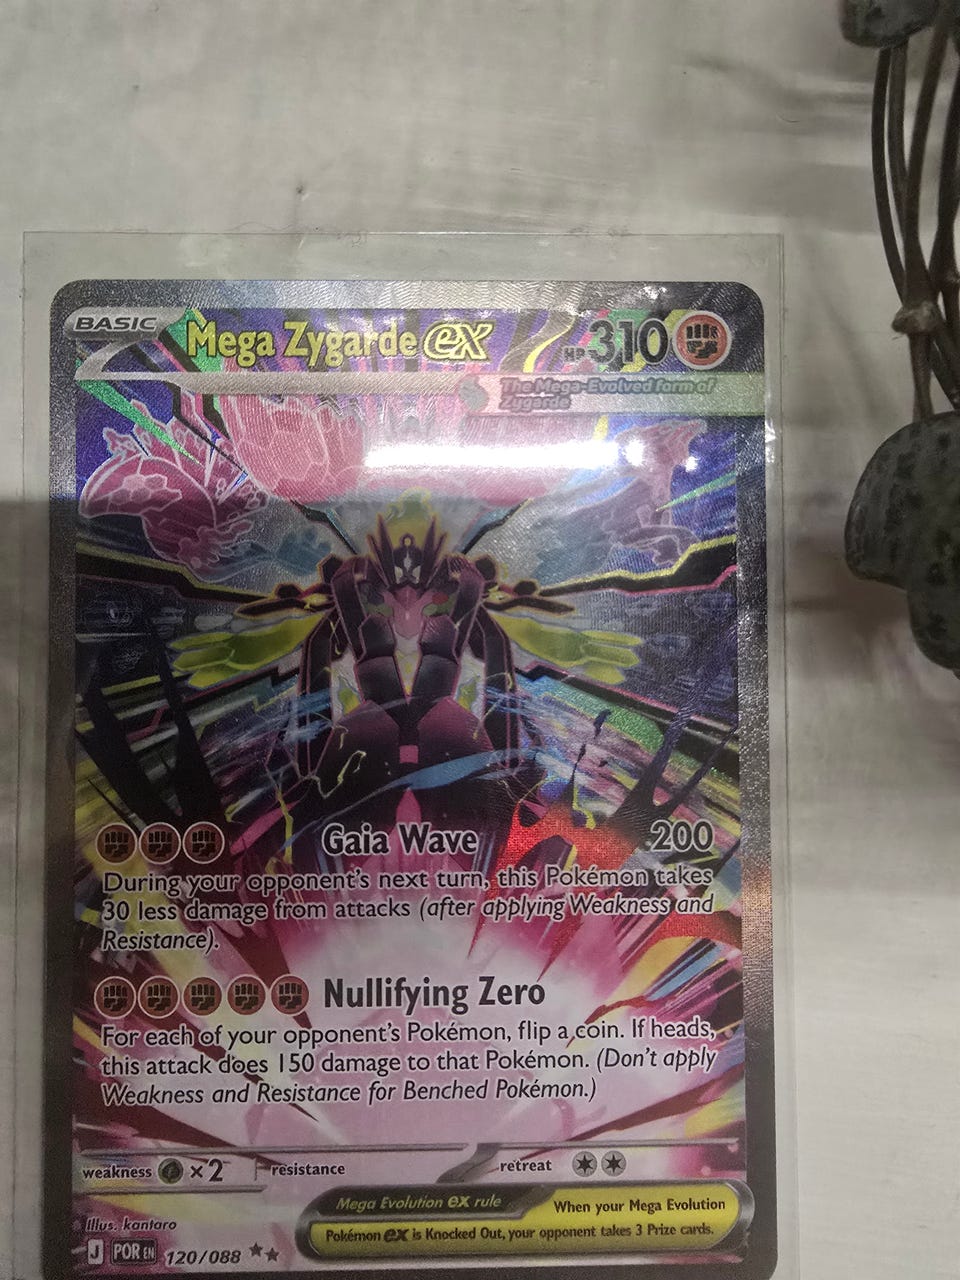 BASIC Mega Zygarde ex HP 310
The Mega-Evolved form of
Zygarde
Gaia Wave 200
During your opponent's next turn, this Pokémon takes
30 less damage from attacks (after applying Weakness and
Resistance).
Nullifying Zero
For each of your opponent's Pokémon, flip a coin. If heads,
this attack does 150 damage to that Pokémon. (Don't apply
Weakness and Resistance for Benched Pokémon.)
weakness ×2 resistance retreat
Mega Evolution ex rule When your Mega Evolution
Pokémon ex is Knocked Out, your opponent takes 3 Prize cards.
Illus. kantaro
J POR EN 120/088